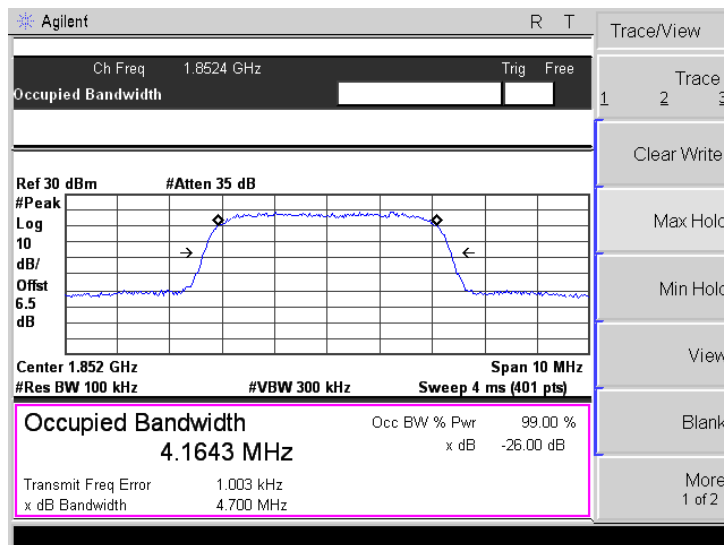 Agilent R T
Trace/View
Ch Freq 1.8524 GHz Trig Free
Occupied Bandwidth
Trace
1 2 3
Clear Write
Max Hold
Min Hold
View
Blank
More
1 of 2
Ref 30 dBm #Atten 35 dB
#Peak
Log
10
dB/
Offst
6.5
dB
Center 1.852 GHz Span 10 MHz
#Res BW 100 kHz #VBW 300 kHz Sweep 4 ms (401 pts)
Occupied Bandwidth Occ BW % Pwr 99.00 %
4.1643 MHz x dB -26.00 dB
Transmit Freq Error 1.003 kHz
x dB Bandwidth 4.700 MHz